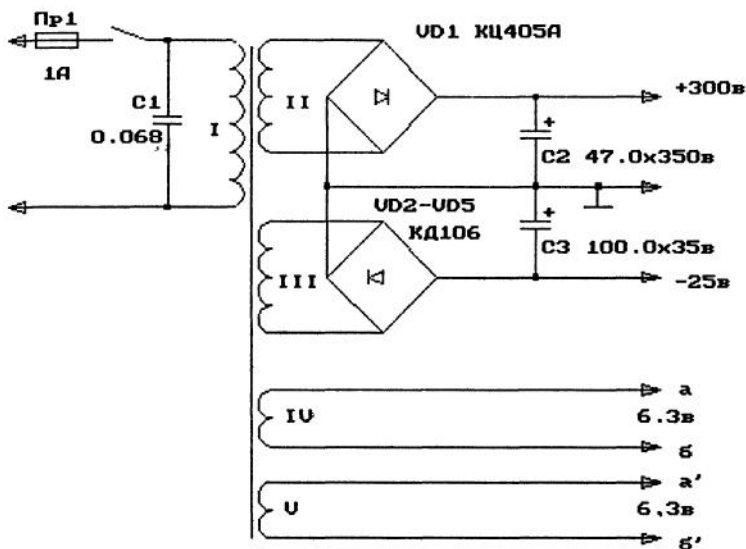 Пр1
1А
С1
0.068
I
II
VD1 КЦ405А
+300в
С2 47.0х350в
VD2-VD5
КД106
С3 100.0х35в
III
-25в
IV
а
6.3в
б
V
а'
6.3в
б'